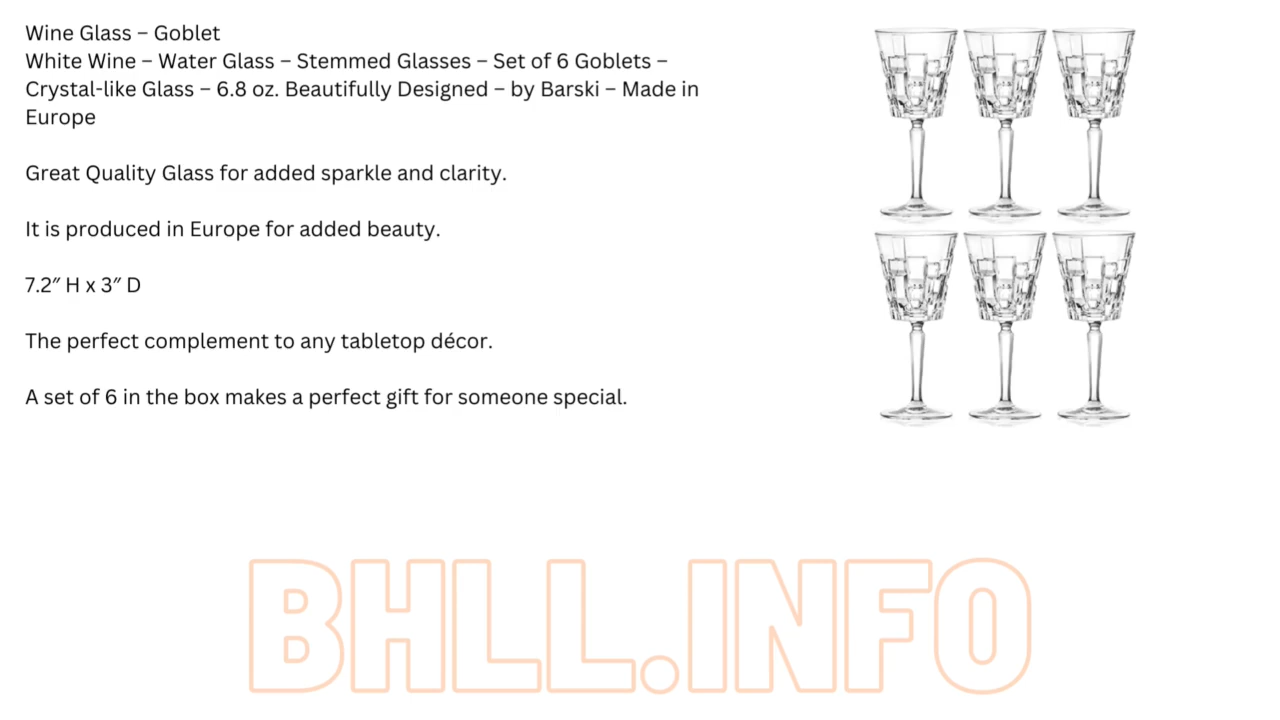 Wine Glass – Goblet
White Wine – Water Glass – Stemmed Glasses – Set of 6 Goblets –
Crystal-like Glass – 6.8 oz. Beautifully Designed – by Barski – Made in
Europe
Great Quality Glass for added sparkle and clarity.
It is produced in Europe for added beauty.
7.2″ H x 3″ D
The perfect complement to any tabletop décor.
A set of 6 in the box makes a perfect gift for someone special.
BHLL.INFO